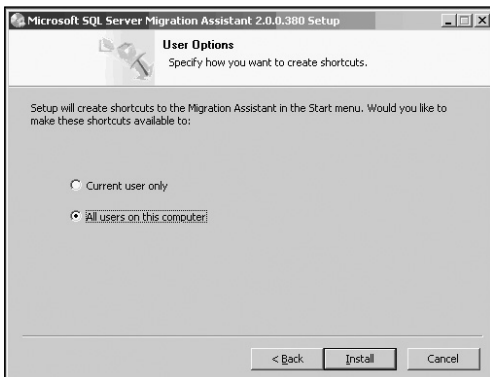 Microsoft SQL Server Migration Assistant 2.0.0.380 Setup
User Options
Specify how you want to create shortcuts.
Setup will create shortcuts to the Migration Assistant in the Start menu. Would you like to
make these shortcuts available to:
Current user only
All users on this computer
< Back
Install
Cancel